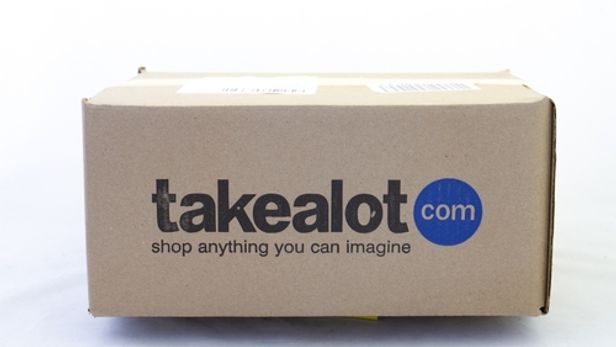 takealot com
shop anything you can imagine